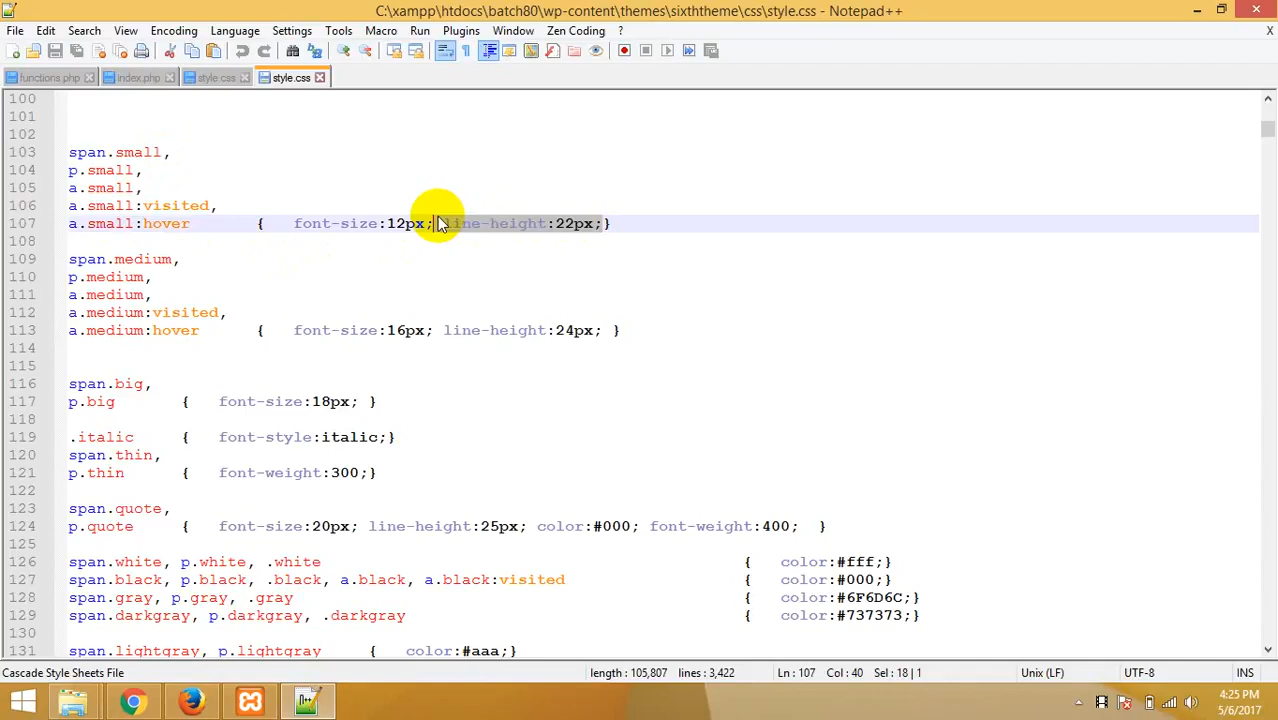 C:\xampp\htdocs\batch80\wp-content\themes\sixththeme\css\style.css - Notepad++
File Edit Search View Encoding Language Settings Tools Macro Run Plugins Window Zen Coding ? X
functions.php index.php style.css style.css
100
101
102
103 span.small,
104 p.small,
105 a.small,
106 a.small:visited,
107 a.small:hover { font-size:12px; line-height:22px;}
108
109 span.medium,
110 p.medium,
111 a.medium,
112 a.medium:visited,
113 a.medium:hover { font-size:16px; line-height:24px; }
114
115
116 span.big,
117 p.big { font-size:18px; }
118
119 .italic { font-style:italic;}
120 span.thin,
121 p.thin { font-weight:300;}
122
123 span.quote,
124 p.quote { font-size:20px; line-height:25px; color:#000; font-weight:400; }
125
126 span.white, p.white, .white { color:#fff;}
127 span.black, p.black, .black, a.black, a.black:visited { color:#000;}
128 span.gray, p.gray, .gray { color:#6F6D6C;}
129 span.darkgray, p.darkgray, .darkgray { color:#737373;}
130
131 span.lightgray, p.lightgray { color:#aaa;}
Cascade Style Sheets File length : 105,807 lines : 3,422 Ln : 107 Col : 40 Sel : 18 | 1 Unix (LF) UTF-8 INS
4:25 PM
5/6/2017